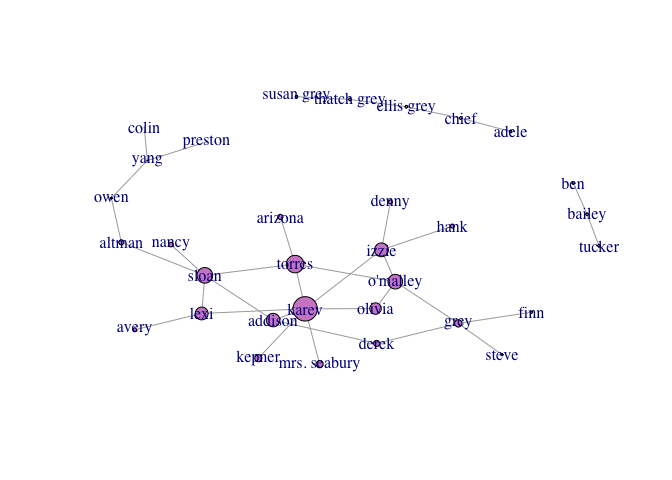 susan grey
thatch grey
ellis grey
chief
adele
colin
preston
yang
ben
owen
denny
bailey
arizona
hank
altman
nancy
tucker
izzie
torres
sloan
o'malley
karey
olivia
lexi
addison
grey
finn
avery
derek
steve
kepner
mrs. seabury